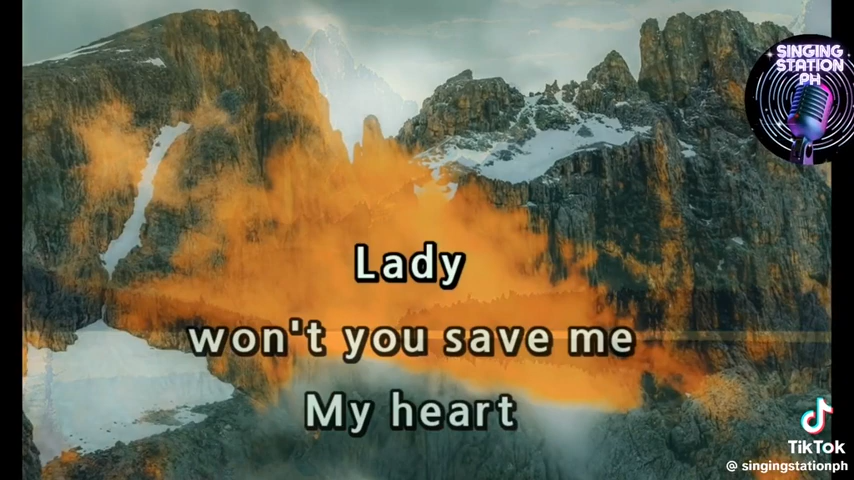 SINGING
STATION
PH
Lady
won't you save me
My heart
TikTok
@ singingstationph